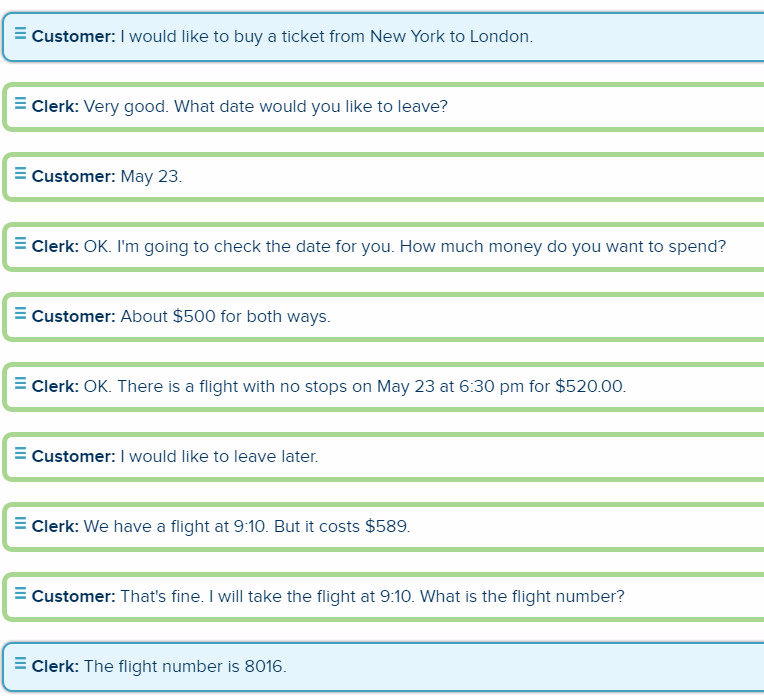 Customer: I would like to buy a ticket from New York to London.
Clerk: Very good. What date would you like to leave?
Customer: May 23.
Clerk: OK. I'm going to check the date for you. How much money do you want to spend?
Customer: About $500 for both ways.
Clerk: OK. There is a flight with no stops on May 23 at 6:30 pm for $520.00.
Customer: I would like to leave later.
Clerk: We have a flight at 9:10. But it costs $589.
Customer: That's fine. I will take the flight at 9:10. What is the flight number?
Clerk: The flight number is 8016.